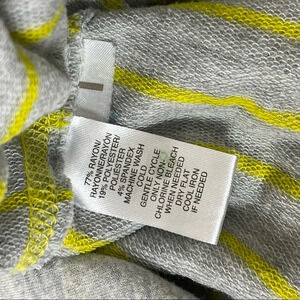 77% RAYON/
RAYONNE/RAYON
19% POLYESTER/
POLYESTER/
4% SPANDEX
MACHINE WASH
COLD
GENTLE CYCLE
ONLY NON-
CHLORINE BLEACH
WHEN NEEDED
DRY FLAT
COOL IRON
IF NEEDED